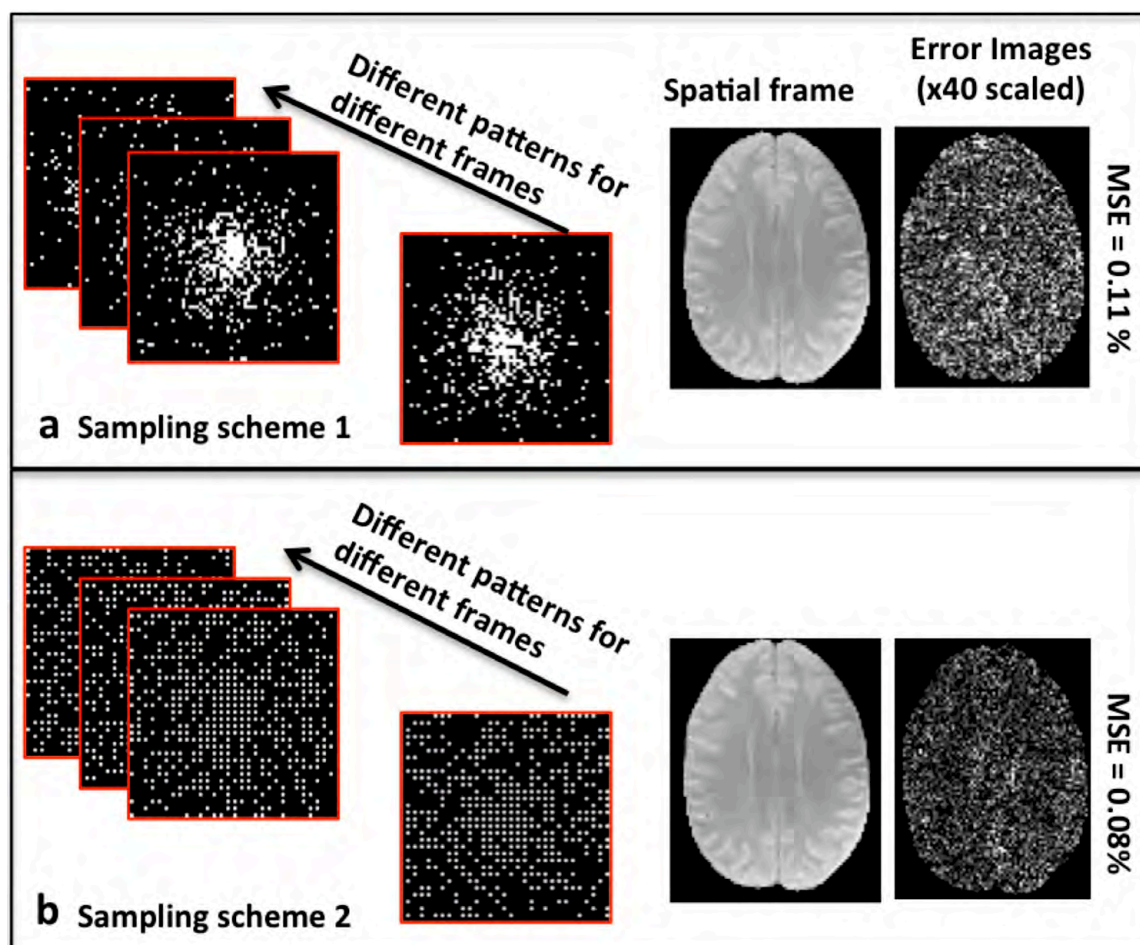 Different patterns for
different frames
Spatial frame
Error Images
(x40 scaled)
MSE = 0.11 %
a Sampling scheme 1
Different patterns for
different frames
MSE = 0.08%
b Sampling scheme 2